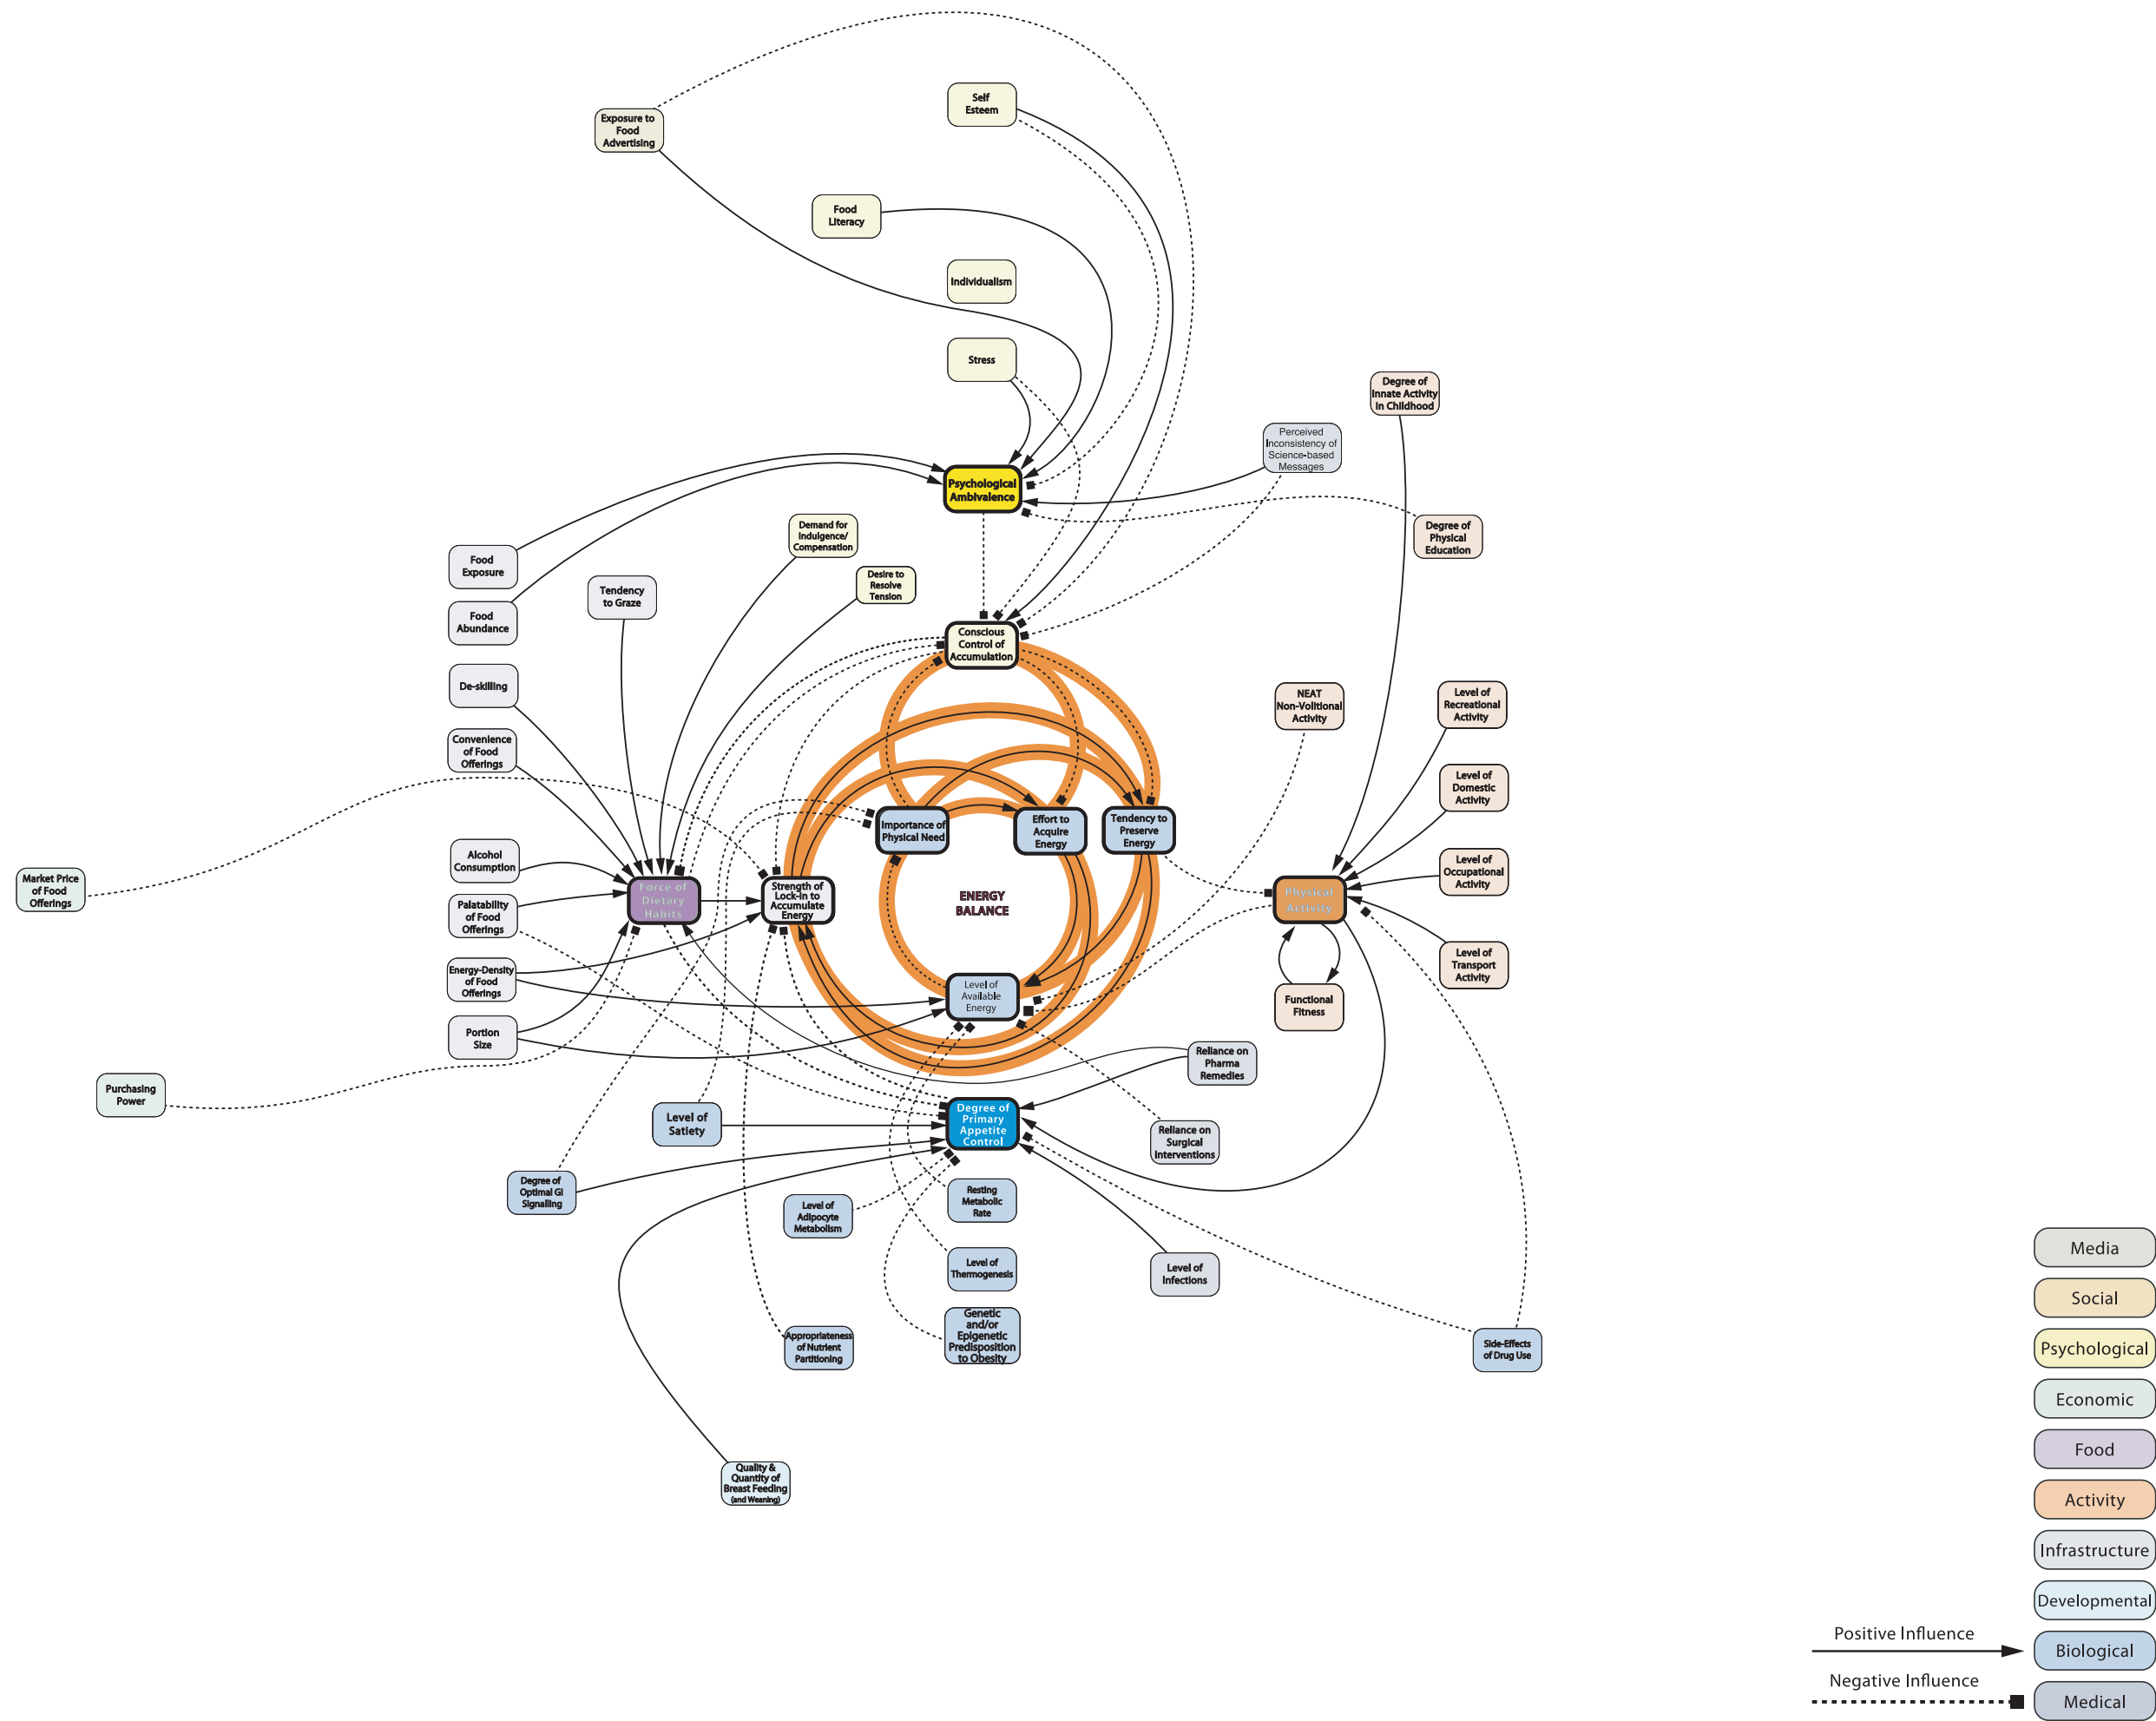 Self
Esteem
Exposure to
Food
Advertising
Food
Literacy
Individualism
Stress
Degree of
Innate Activity
in Childhood
Perceived
Inconsistency of
Science-based
Messages
Psychological
Ambivalence
Degree of
Physical
Education
Demand for
Indulgence/
Compensation
Food
Exposure
Desire to
Resolve
Tension
Tendency
to Graze
Food
Abundance
Conscious
Control of
Accumulation
De-skilling
NEAT
Non-Volitional
Activity
Level of
Recreational
Activity
Convenience
of Food
Offerings
Level of
Domestic
Activity
Importance of
Physical Need
Effort to
Acquire
Energy
Tendency to
Preserve
Energy
Alcohol
Consumption
Level of
Occupational
Activity
Market Price
of Food
Offerings
Palatability
of Food
Offerings
Force of
Dietary
Habits
Strength of
Lock-in to
Accumulate
Energy
ENERGY
BALANCE
Physical
Activity
Level of
Transport
Activity
Energy-Density
of Food
Offerings
Level of
Available
Energy
Functional
Fitness
Portion
Size
Reliance on
Pharma
Remedies
Purchasing
Power
Level of
Satiety
Degree of
Primary
Appetite
Control
Reliance on
Surgical
Interventions
Degree of
Optimal GI
Signalling
Level of
Adipocyte
Metabolism
Resting
Metabolic
Rate
Level of
Thermogenesis
Level of
Infections
Appropriateness
of Nutrient
Partitioning
Genetic
and/or
Epigenetic
Predisposition
to Obesity
Side-Effects
of Drug Use
Quality &
Quantity of
Breast Feeding
(and Weaning)
Media
Social
Psychological
Economic
Food
Activity
Infrastructure
Developmental
Positive Influence
Biological
Negative Influence
Medical